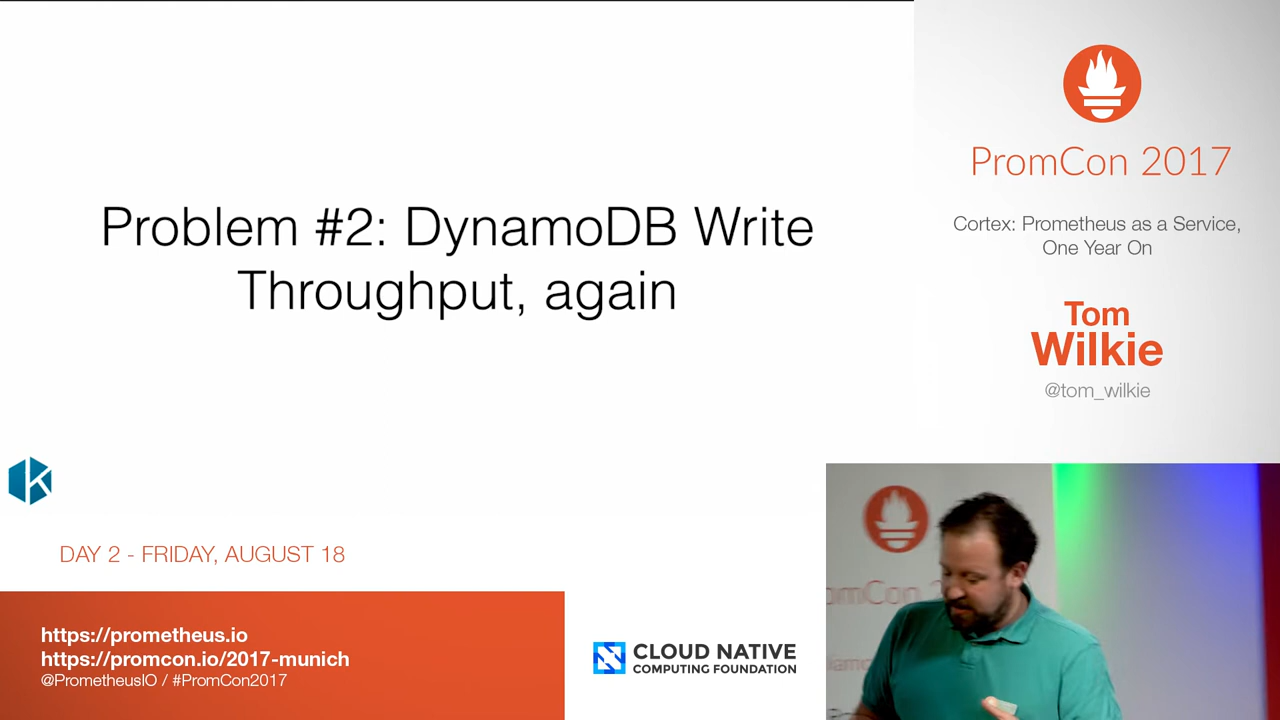 Problem #2: DynamoDB Write
Throughput, again
PromCon 2017
Cortex: Prometheus as a Service,
One Year On
Tom
Wilkie
@tom_wilkie
DAY 2 - FRIDAY, AUGUST 18
https://prometheus.io
https://promcon.io/2017-munich
@PrometheusIO / #PromCon2017
CLOUD NATIVE
COMPUTING FOUNDATION